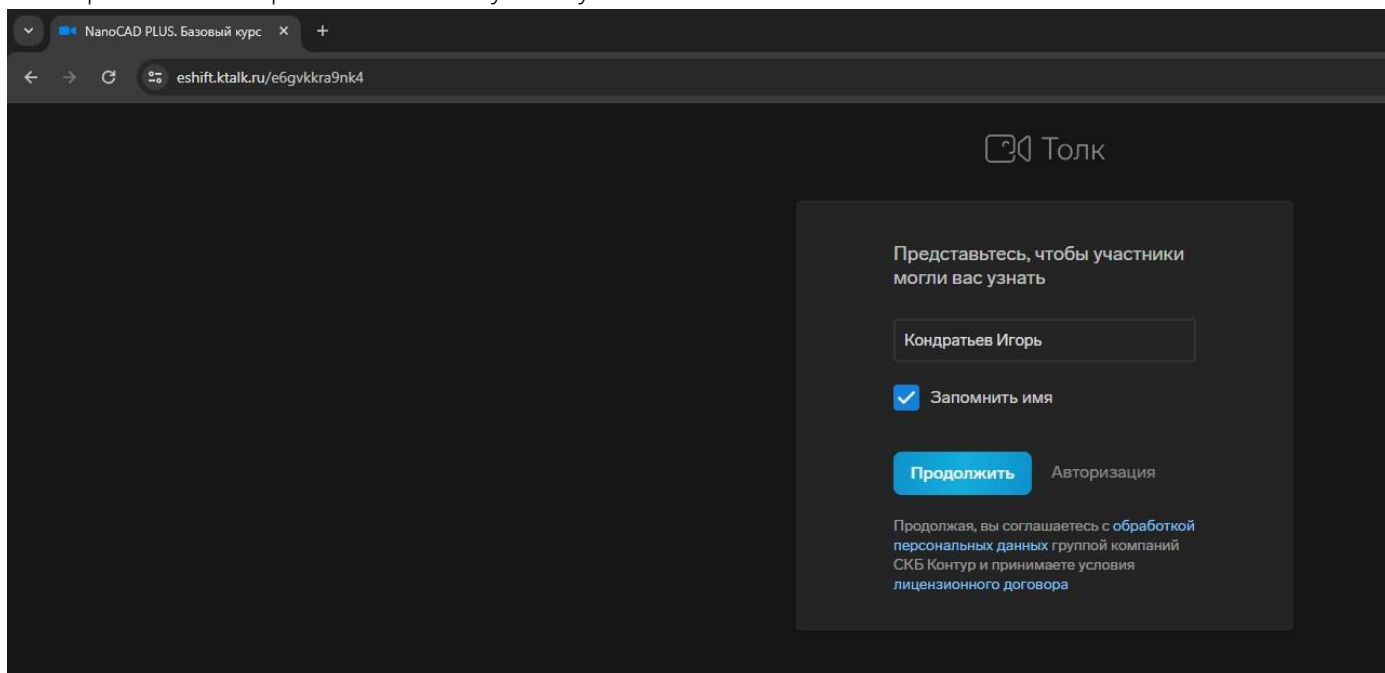 NanoCAD PLUS. Базовый курс
eshift.ktalk.ru/e6gvkkra9nk4
Толк
Представьтесь, чтобы участники
могли вас узнать
Кондратьев Игорь
Запомнить имя
Продолжить Авторизация
Продолжая, вы соглашаетесь с обработкой
персональных данных группой компаний
СКБ Контур и принимаете условия
лицензионного договора